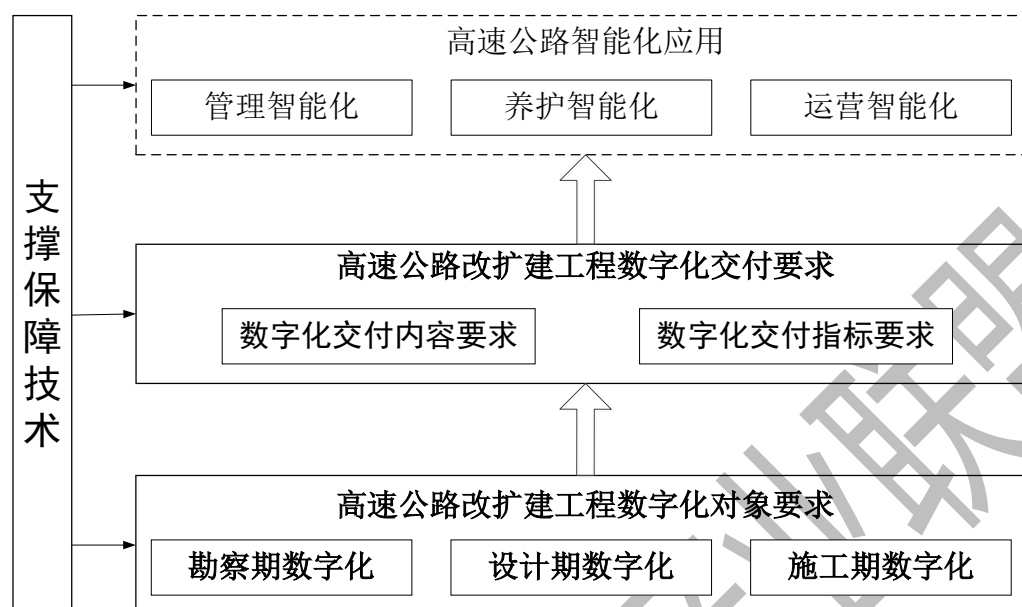 高速公路智能化应用
管理智能化
养护智能化
运营智能化
支撑保障技术
高速公路改扩建工程数字化交付要求
数字化交付内容要求
数字化交付指标要求
高速公路改扩建工程数字化对象要求
勘察期数字化
设计期数字化
施工期数字化
业联盟